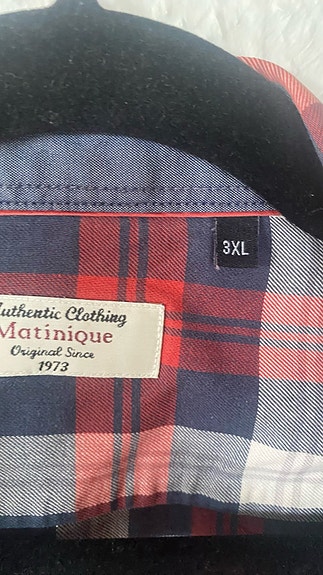 3XL
Authentic Clothing
Matinique
Original Since
1973